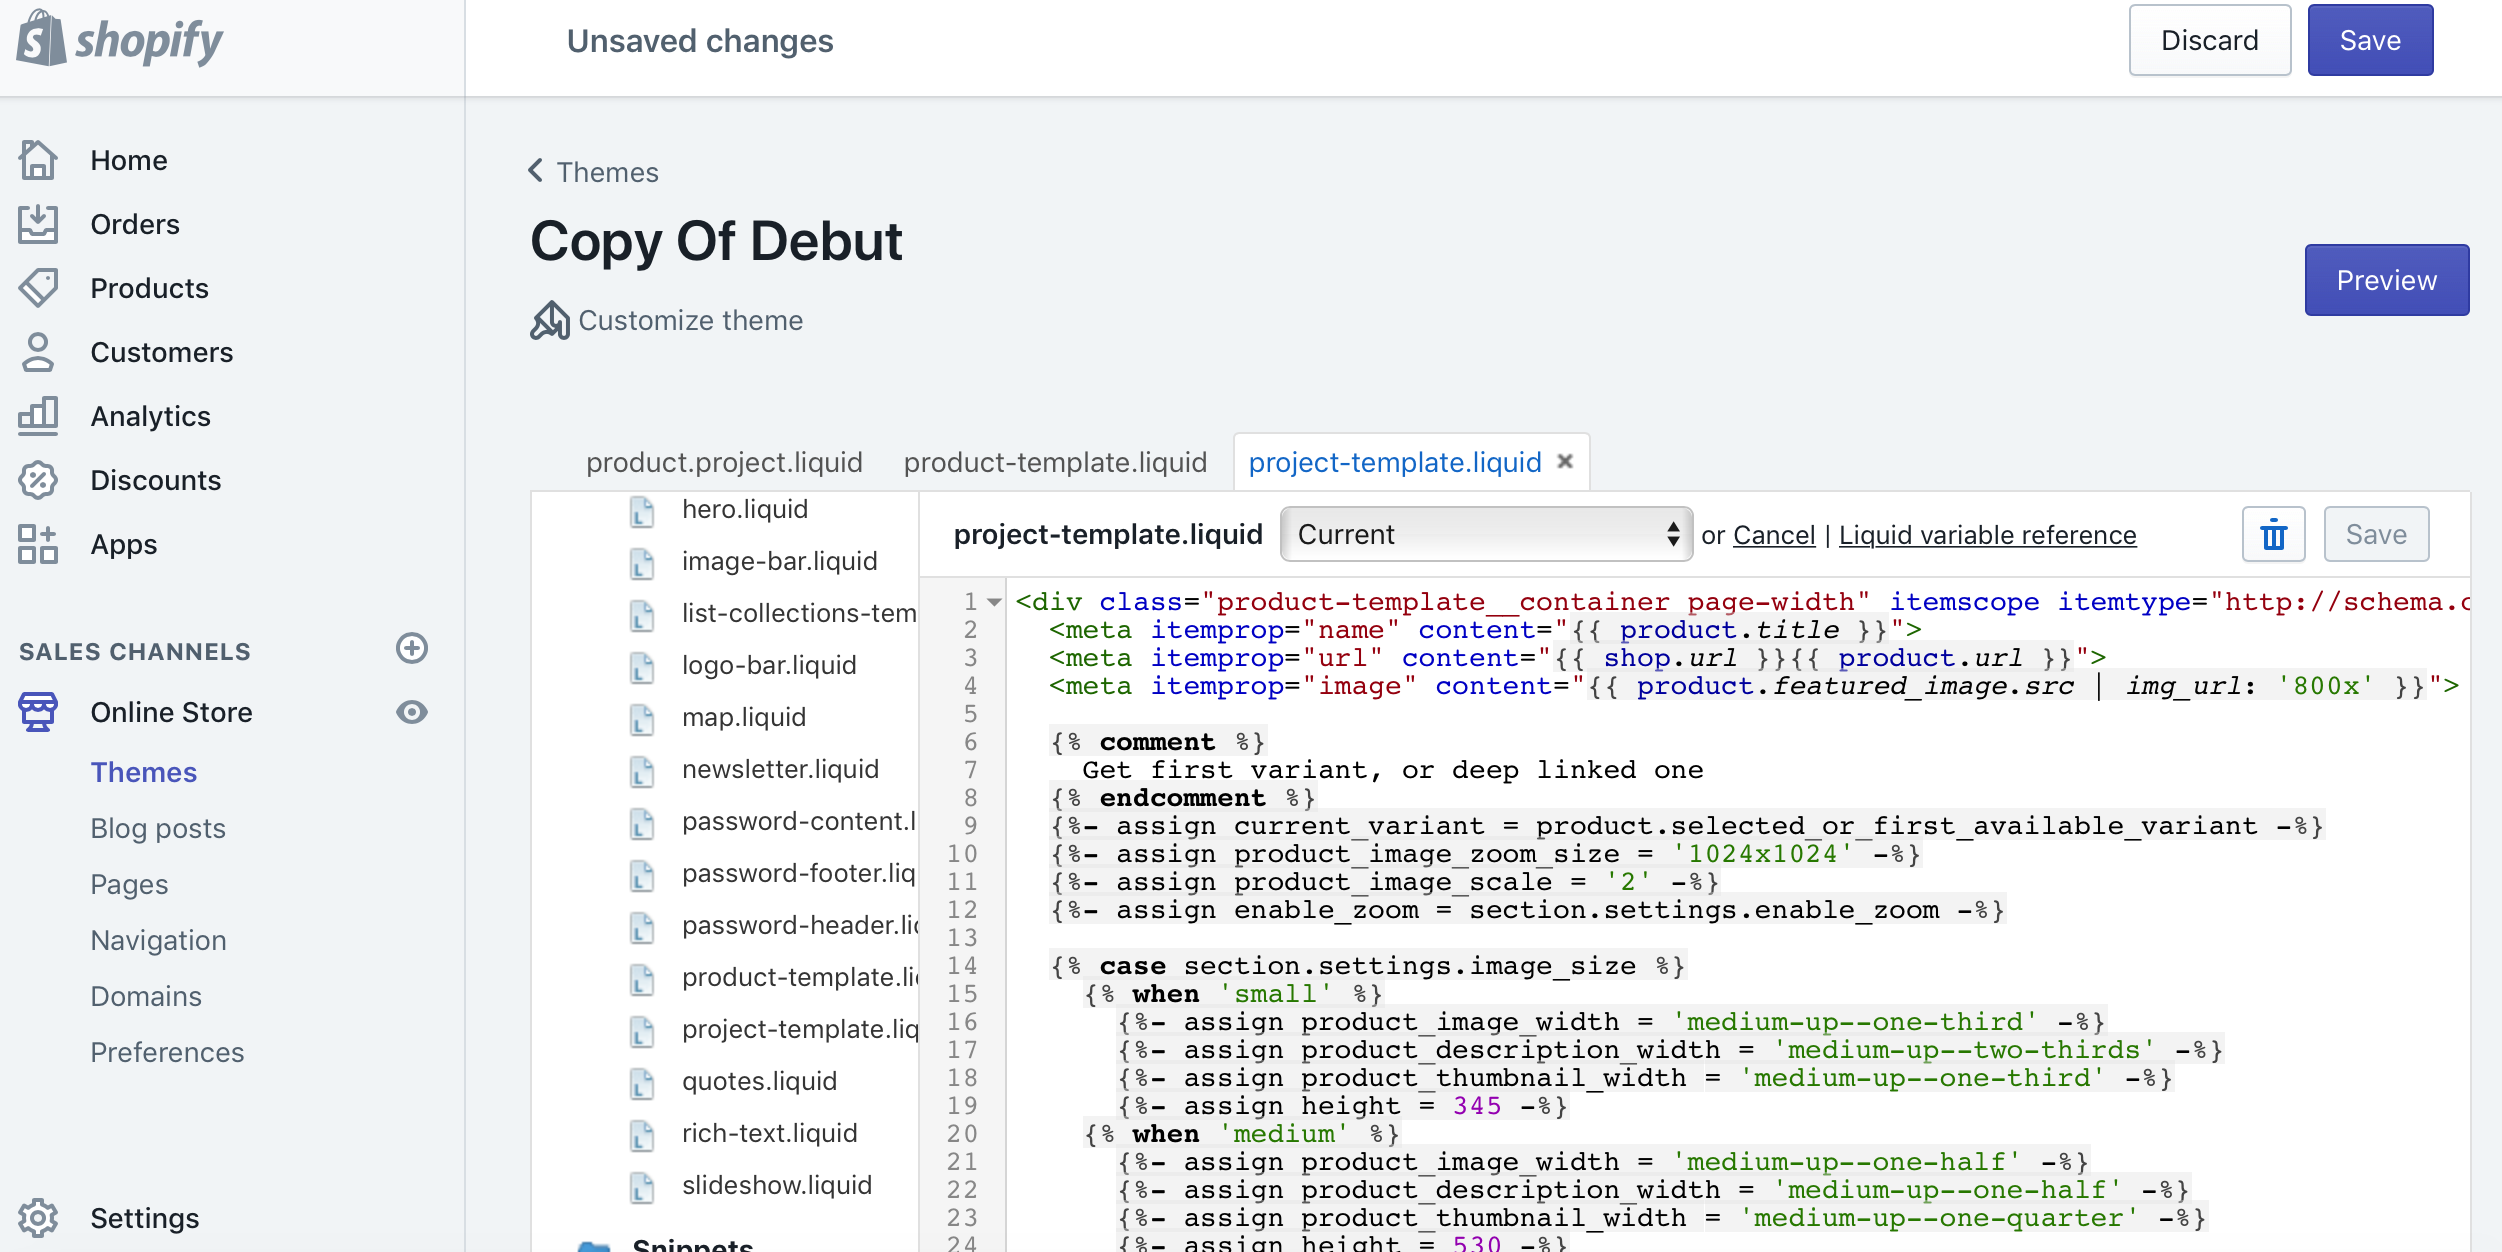 shopify
Unsaved changes
Discard
Save
Home
Orders
Products
Customers
Analytics
Discounts
Apps
SALES CHANNELS
Online Store
Themes
Blog posts
Pages
Navigation
Domains
Preferences
Settings
Themes
Copy Of Debut
Customize theme
Preview
product.project.liquid
product-template.liquid
project-template.liquid ×
hero.liquid
image-bar.liquid
list-collections-tem
logo-bar.liquid
map.liquid
newsletter.liquid
password-content.l
password-footer.liq
password-header.lic
product-template.lic
project-template.liq
quotes.liquid
rich-text.liquid
slideshow.liquid
Snippets
project-template.liquid Current or Cancel | Liquid variable reference Save
1 <div class="product-template__container page-width" itemscope itemtype="http://schema.o
2 <meta itemprop="name" content="{{ product.title }}">
3 <meta itemprop="url" content="{{ shop.url }}{{ product.url }}">
4 <meta itemprop="image" content="{{ product.featured_image.src | img_url: '800x' }}">
5
6 {% comment %}
7 Get first variant, or deep linked one
8 {% endcomment %}
9 {%- assign current_variant = product.selected_or_first_available_variant -%}
10 {%- assign product_image_zoom_size = '1024x1024' -%}
11 {%- assign product_image_scale = '2' -%}
12 {%- assign enable_zoom = section.settings.enable_zoom -%}
13
14 {% case section.settings.image_size %}
15 {% when 'small' %}
16 {%- assign product_image_width = 'medium-up--one-third' -%}
17 {%- assign product_description_width = 'medium-up--two-thirds' -%}
18 {%- assign product_thumbnail_width = 'medium-up--one-third' -%}
19 {%- assign height = 345 -%}
20 {% when 'medium' %}
21 {%- assign product_image_width = 'medium-up--one-half' -%}
22 {%- assign product_description_width = 'medium-up--one-half' -%}
23 {%- assign product_thumbnail_width = 'medium-up--one-quarter' -%}
24 {%- assign height = 530 -%}